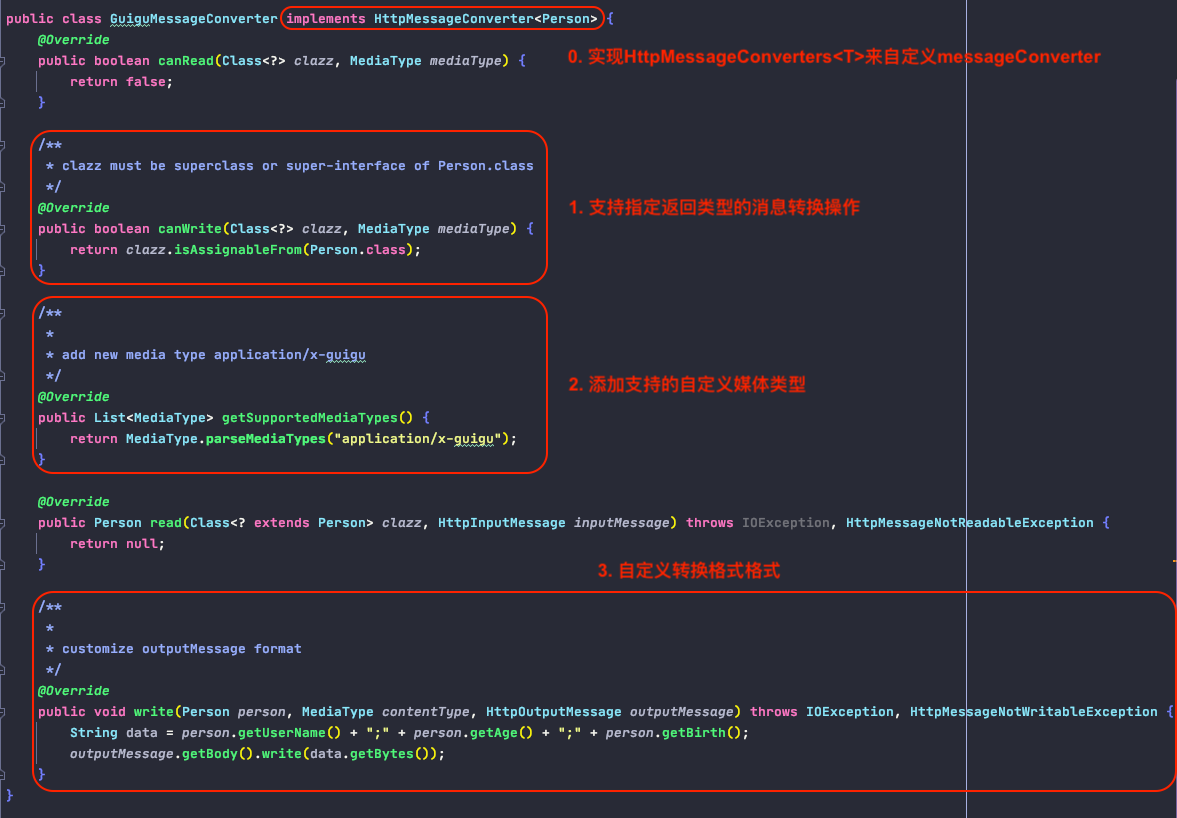 public class GuiguMessageConverter implements HttpMessageConverter<Person> {
@Override
public boolean canRead(Class<?> clazz, MediaType mediaType) {
0. 实现HttpMessageConverters<T>来自定义messageConverter
return false;
}
/**
* clazz must be superclass or super-interface of Person.class
*/
@Override
1. 支持指定返回类型的消息转换操作
public boolean canWrite(Class<?> clazz, MediaType mediaType) {
return clazz.isAssignableFrom(Person.class);
}
/**
*
* add new media type application/x-guigu
*/
2. 添加支持的自定义媒体类型
@Override
public List<MediaType> getSupportedMediaTypes() {
return MediaType.parseMediaTypes("application/x-guigu");
}
@Override
public Person read(Class<? extends Person> clazz, HttpInputMessage inputMessage) throws IOException, HttpMessageNotReadableException {
return null;
}
3. 自定义转换格式格式
/**
*
* customize outputMessage format
*/
@Override
public void write(Person person, MediaType contentType, HttpOutputMessage outputMessage) throws IOException, HttpMessageNotWritableException {
String data = person.getUserName() + ";" + person.getAge() + ";" + person.getBirth();
outputMessage.getBody().write(data.getBytes());
}
}